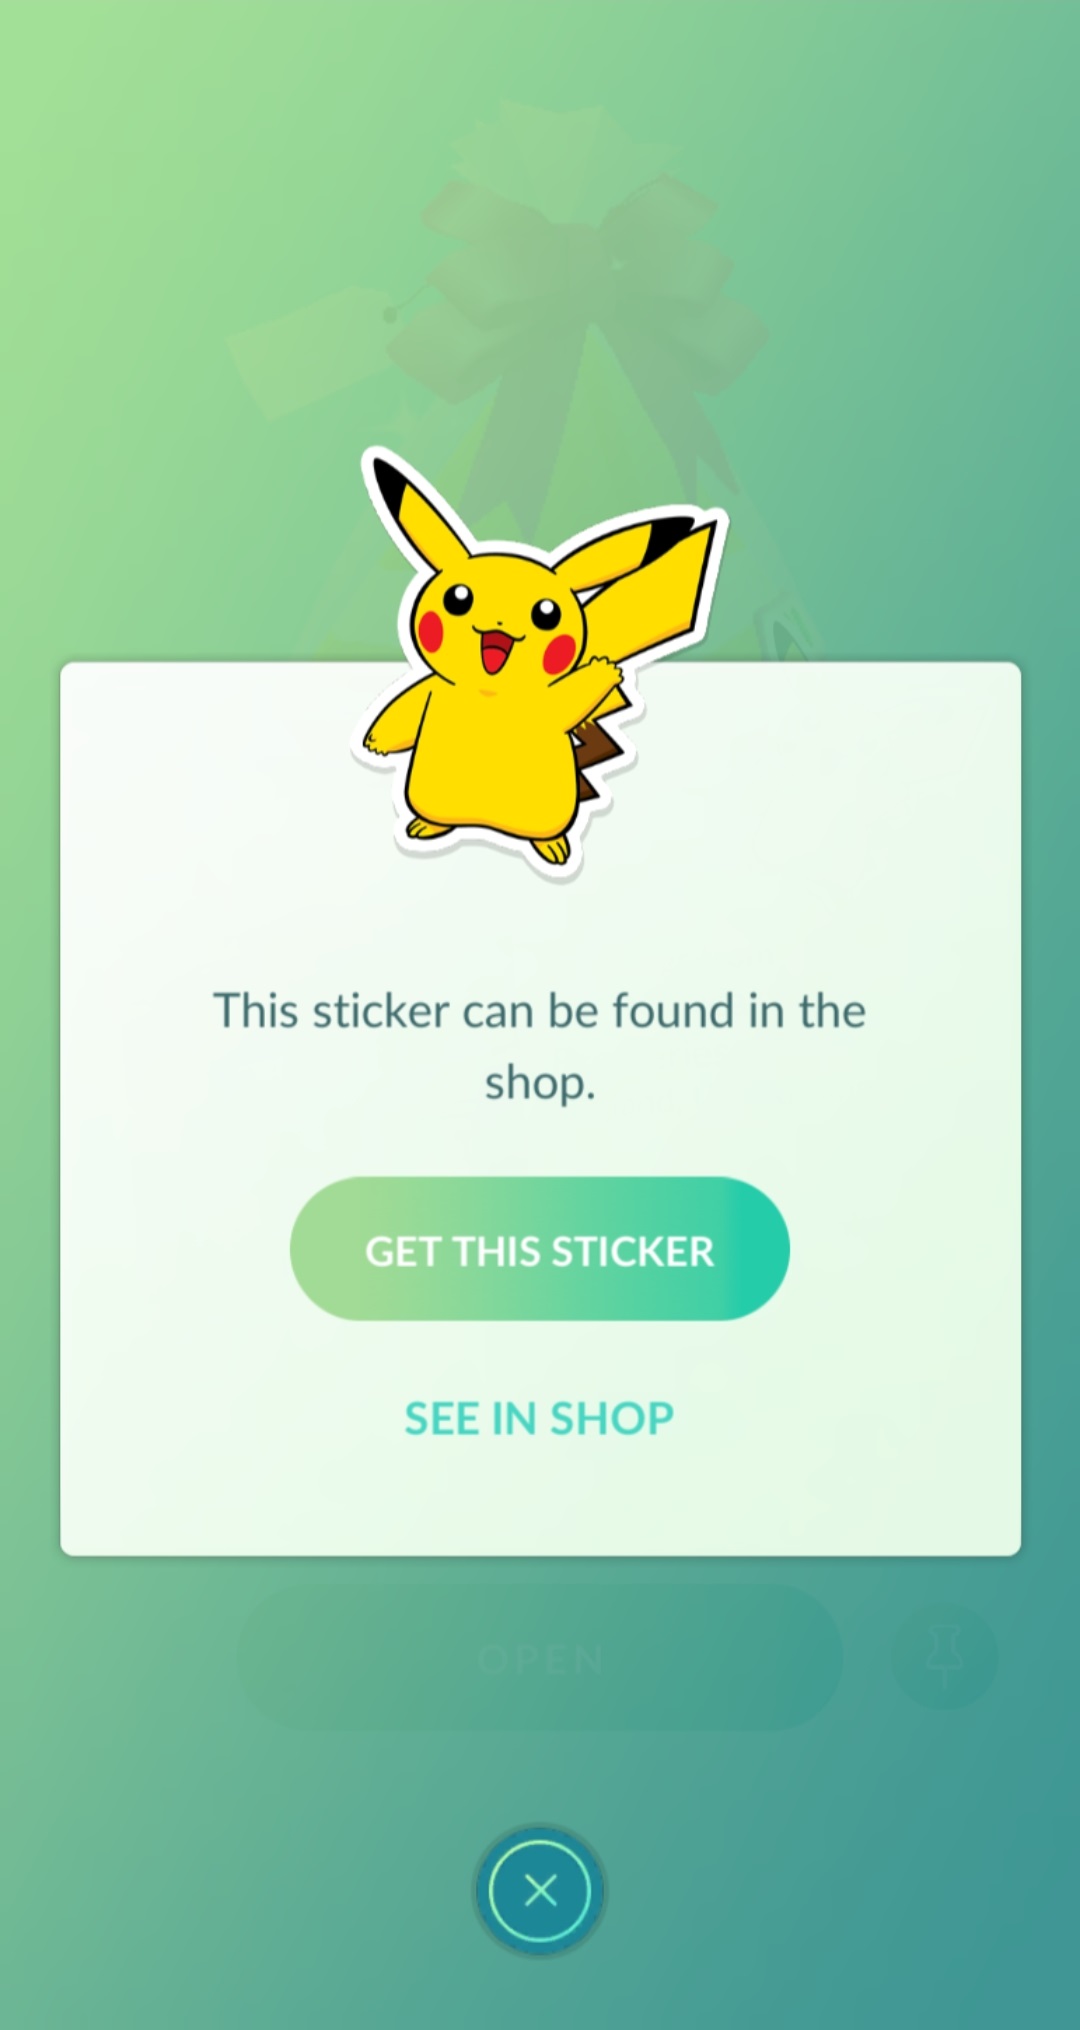 This sticker can be found in the
shop.
GET THIS STICKER
SEE IN SHOP
OPEN